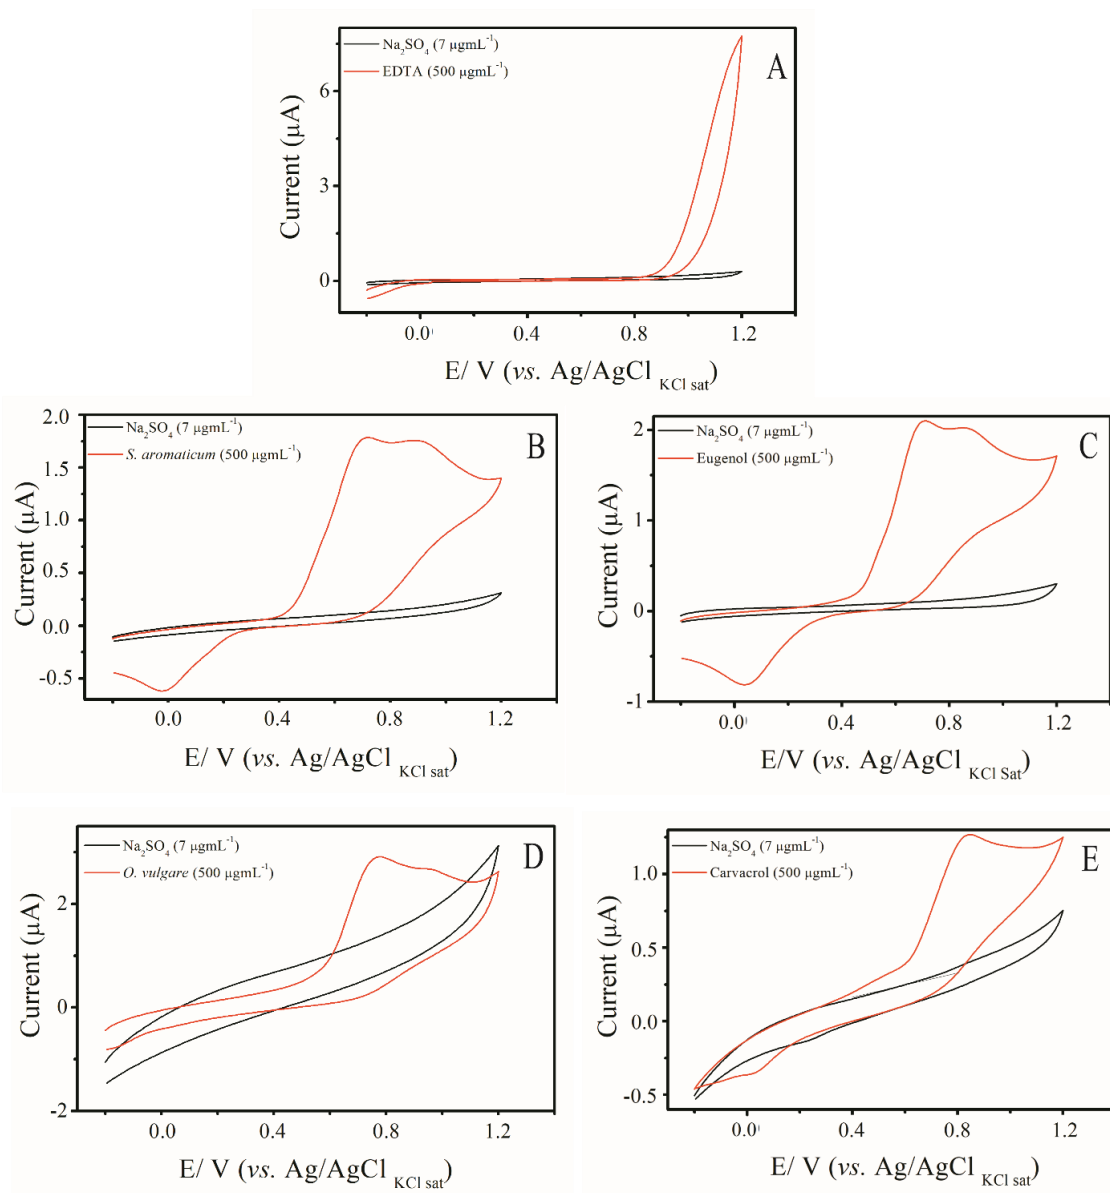 Na₂SO₄ (7 µgmL⁻¹)
EDTA (500 µgmL⁻¹)
A
6
3
0
Current (µA)
0.0 0.4 0.8 1.2
E/ V (vs. Ag/AgCl KCl sat)
Na₂SO₄ (7 µgmL⁻¹)
S. aromaticum (500 µgmL⁻¹)
B
2.0
1.5
1.0
0.5
0.0
-0.5
Current (µA)
0.0 0.4 0.8 1.2
E/ V (vs. Ag/AgCl KCl sat)
Na₂SO₄ (7 µgmL⁻¹)
Eugenol (500 µgmL⁻¹)
C
2
1
0
-1
Current (µA)
0.0 0.4 0.8 1.2
E/V (vs. Ag/AgCl KCl Sat)
Na₂SO₄ (7 µgmL⁻¹)
O. vulgare (500 µgmL⁻¹)
D
2
0
-2
Current (µA)
0.0 0.4 0.8 1.2
E/ V (vs. Ag/AgCl KCl sat)
Na₂SO₄ (7 µgmL⁻¹)
Carvacrol (500 µgmL⁻¹)
E
1.0
0.5
0.0
-0.5
Current (µA)
0.0 0.4 0.8 1.2
E/ V (vs. Ag/AgCl KCl sat)